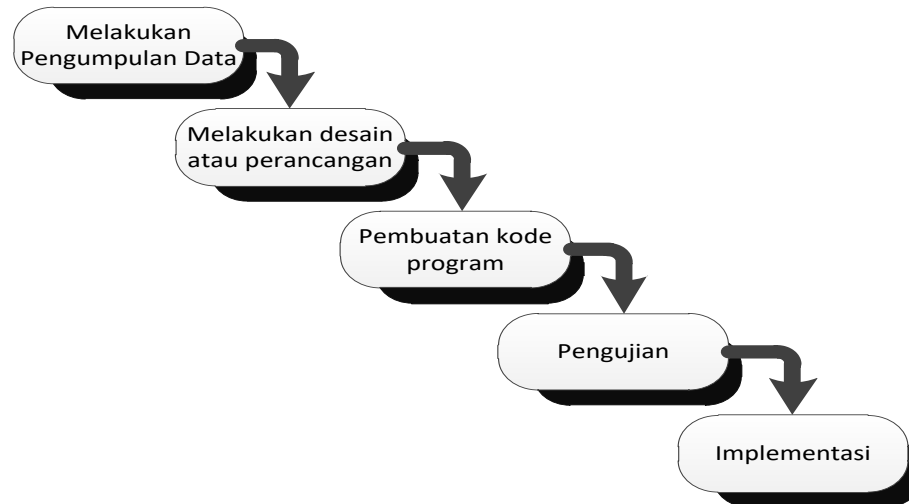 Melakukan
Pengumpulan Data
Melakukan desain
atau perancangan
Pembuatan kode
program
Pengujian
Implementasi